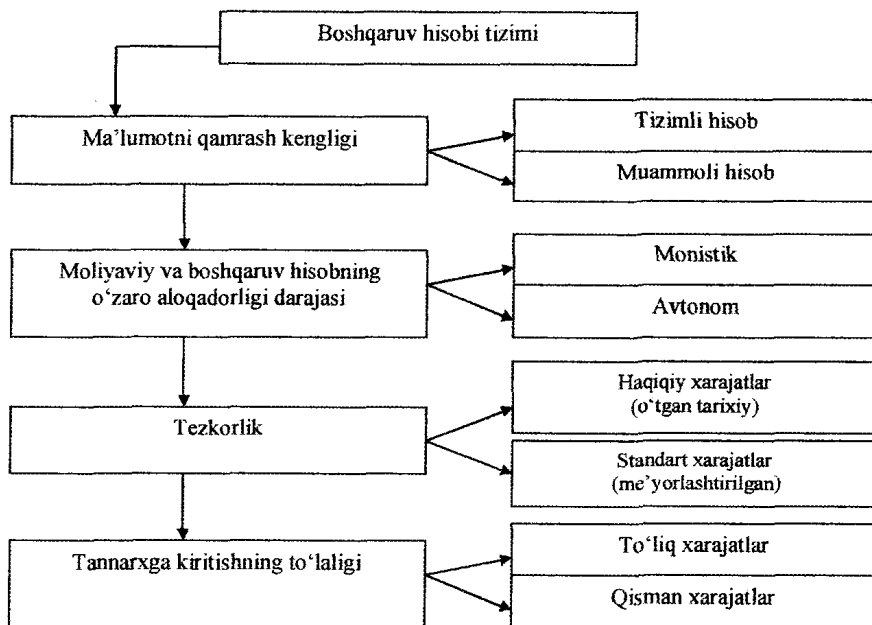 Boshqaruv hisobi tizimi
Ma’lumotni qamrash kengligi
Tizimli hisob
Muammoli hisob
Moliyaviy va boshqaruv hisobning
o‘zaro aloqadorligi darajasi
Monistik
Avtonom
Tezkorlik
Haqiqiy xarajatlar
(o‘tgan tarixiy)
Standart xarajatlar
(me’yorlashtirilgan)
Tannarxga kiritishning to‘laligi
To‘liq xarajatlar
Qisman xarajatlar